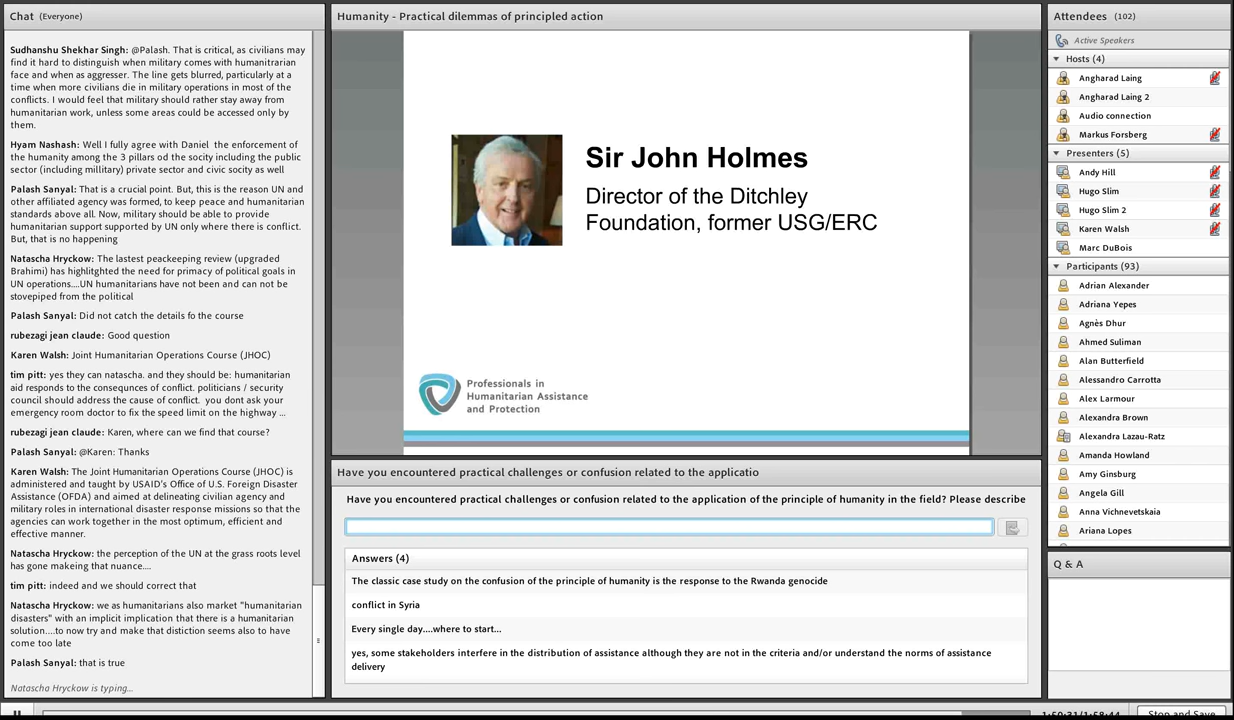 Chat (Everyone)
Sudhanshu Shekhar Singh: @Palash. That is critical, as civilians may
find it hard to distinguish when military comes with humanitrarian
face and when as aggresser. The line gets blurred, particularly at a
time when more civilians die in military operations in most of the
conflicts. I would feel that military should rather stay away from
humanitarian work, unless some areas could be accessed only by
them.
Hyam Nashash: Well I fully agree with Daniel the enforcement of
the humanity among the 3 pillars od the socity including the public
sector (including military) private sector and civic socity as well
Palash Sanyal: That is a crucial point. But, this is the reason UN and
other affiliated agency was formed, to keep peace and humanitarian
standards above all. Now, military should be able to provide
humanitarian support supported by UN only where there is conflict.
But, that is no happening
Natascha Hryckow: The lastest peackeeping review (upgraded
Brahimi) has highlitghted the need for primacy of political goals in
UN operations....UN humanitarians have not been and can not be
stovepiped from the political
Palash Sanyal: Did not catch the details fo the course
rubezagi jean claude: Good question
Karen Walsh: Joint Humanitarian Operations Course (JHOC)
tim pitt: yes they can natascha. and they should be: humanitarian
aid responds to the consequnces of conflict. politicians / security
council should address the cause of conflict. you dont ask your
emergency room doctor to fix the speed limit on the highway ...
rubezagi jean claude: Karen, where can we find that course?
Palash Sanyal: @Karen: Thanks
Karen Walsh: The Joint Humanitarian Operations Course (JHOC) is
administered and taught by USAID's Office of U.S. Foreign Disaster
Assistance (OFDA) and aimed at delineating civilian agency and
military roles in international disaster response missions so that the
agencies can work together in the most optimum, efficient and
effective manner.
Natascha Hryckow: the perception of the UN at the grass roots level
has gone makeing that nuance....
tim pitt: indeed and we should correct that
Natascha Hryckow: we as humanitarians also market "humanitarian
disasters" with an implicit implication that there is a humanitarian
solution....to now try and make that distiction seems also to have
come too late
Palash Sanyal: that is true
Natascha Hryckow is typing...
Humanity - Practical dilemmas of principled action
Sir John Holmes
Director of the Ditchley
Foundation, former USG/ERC
Professionals in
Humanitarian Assistance
and Protection
Have you encountered practical challenges or confusion related to the applicatio
Have you encountered practical challenges or confusion related to the application of the principle of humanity in the field? Please describe
Answers (4)
The classic case study on the confusion of the principle of humanity is the response to the Rwanda genocide
conflict in Syria
Every single day....where to start...
yes, some stakeholders interfere in the distribution of assistance although they are not in the criteria and/or understand the norms of assistance
delivery
Attendees (102)
Active Speakers
Hosts (4)
Angharad Laing
Angharad Laing 2
Audio connection
Markus Forsberg
Presenters (5)
Andy Hill
Hugo Slim
Hugo Slim 2
Karen Walsh
Marc DuBois
Participants (93)
Adrian Alexander
Adriana Yepes
Agnès Dhur
Ahmed Suliman
Alan Butterfield
Alessandro Carrotta
Alex Larmour
Alexandra Brown
Alexandra Lazau-Ratz
Amanda Howland
Amy Ginsburg
Angela Gill
Anna Vichnevetskaia
Ariana Lopes
Q & A
1:50:31/1:58:44
Stop and Save